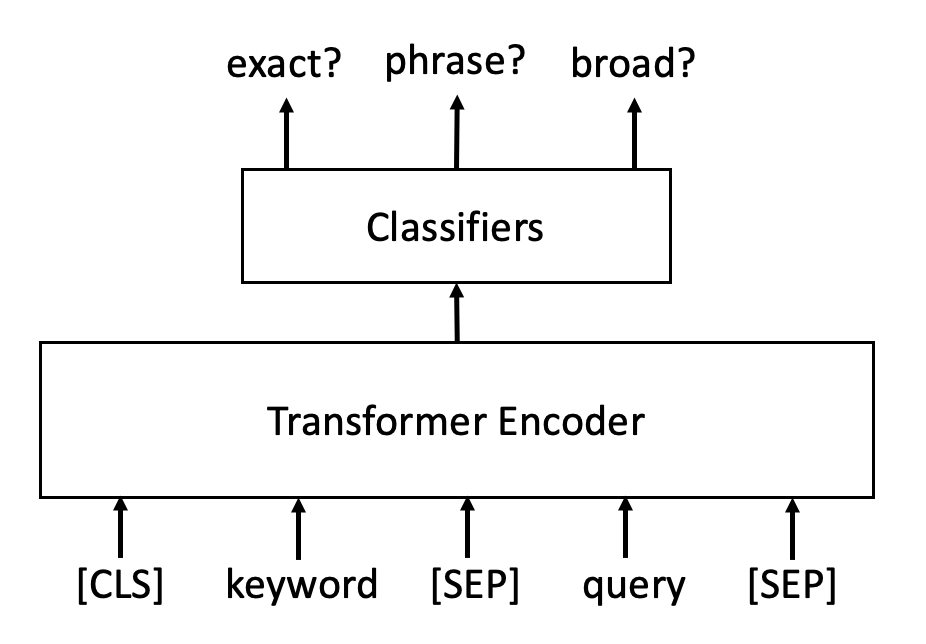 exact? phrase? broad?
Classifiers
Transformer Encoder
[CLS] keyword [SEP] query [SEP]